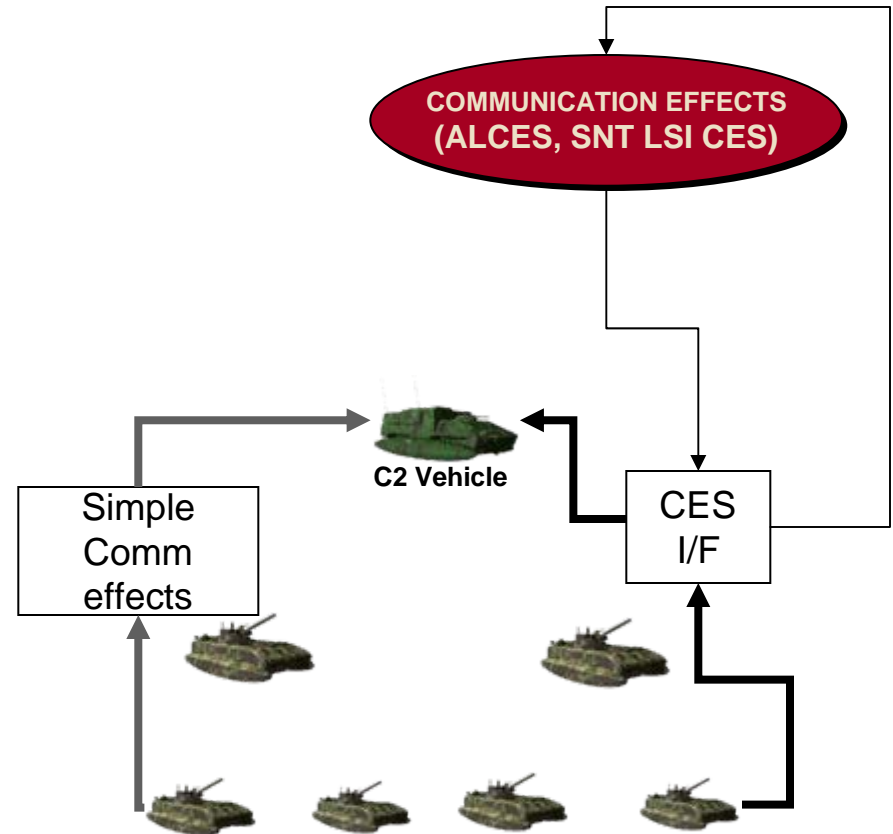 COMMUNICATION EFFECTS
(ALCES, SNT LSI CES)
C2 Vehicle
Simple
Comm
effects
CES
I/F